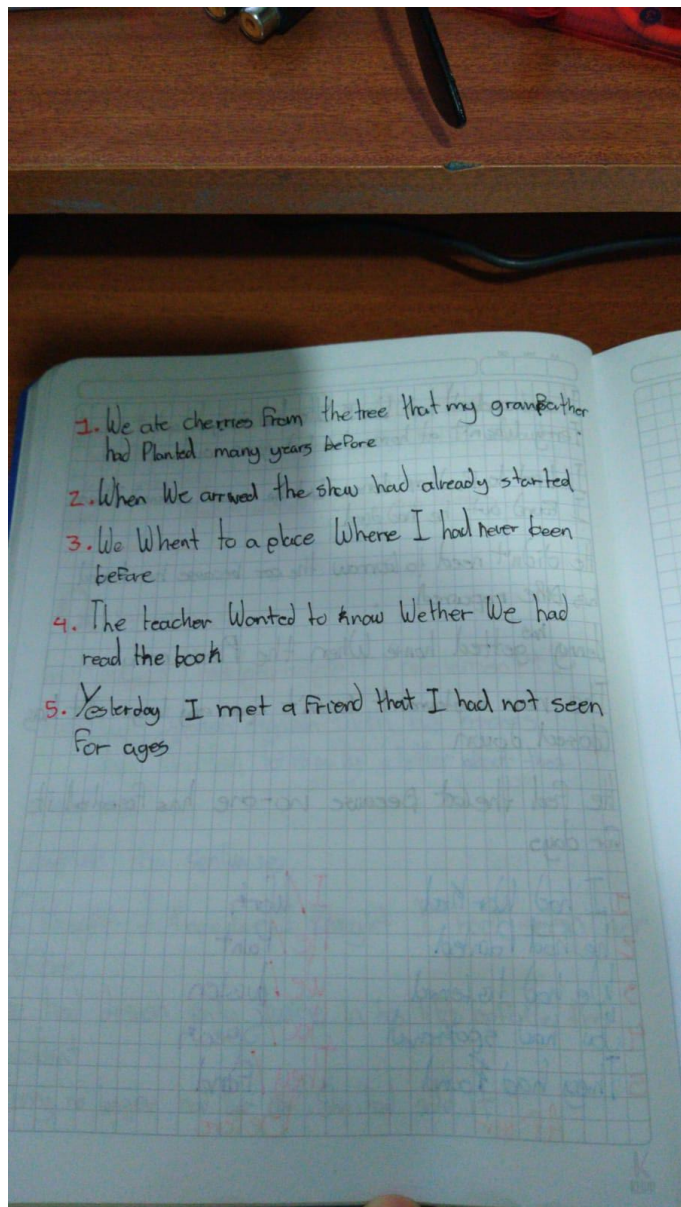 1. We ate cherries from the tree that my granfather
had Planted many years before
2. When We arrived the show had already started
3. We Whent to a place Where I had never been
before
4. The teacher Wanted to know Wether We had
read the book
5. Yesterday I met a friend that I had not seen
for ages